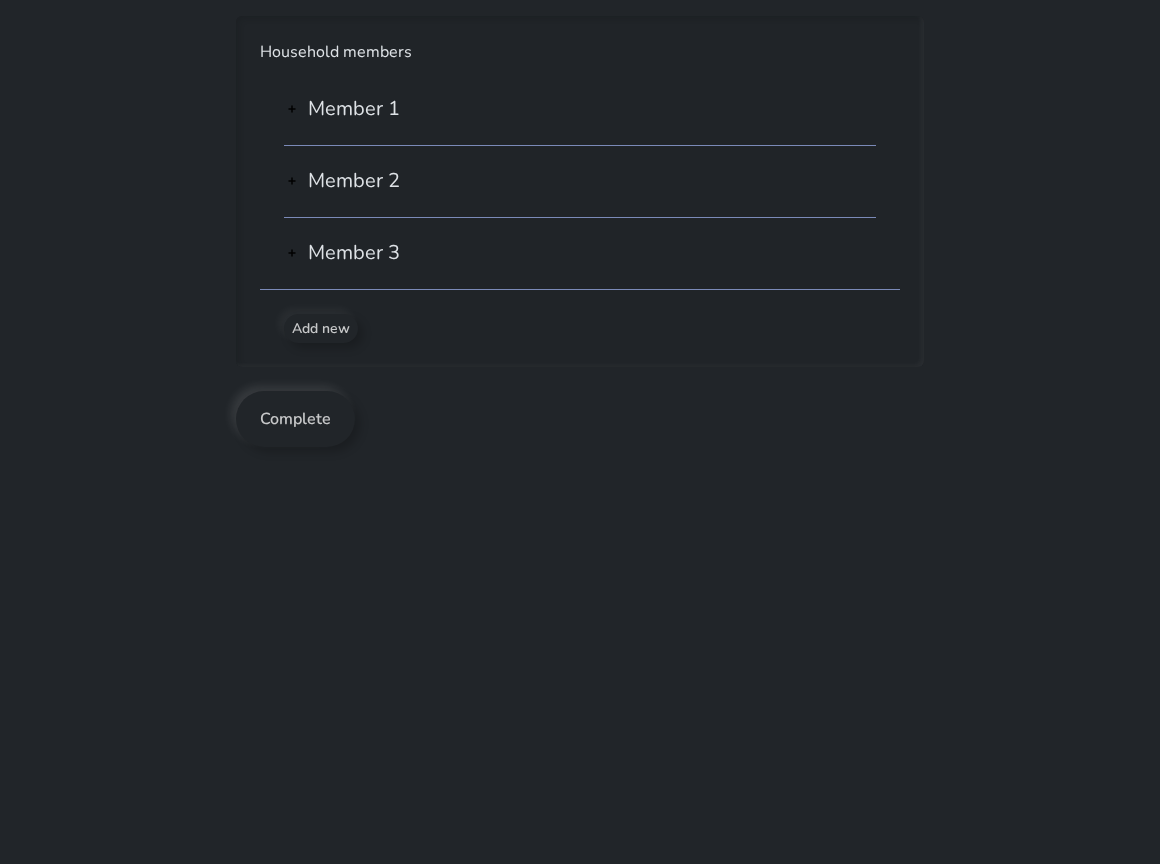 Household members
+ Member 1
+ Member 2
+ Member 3
Add new
Complete